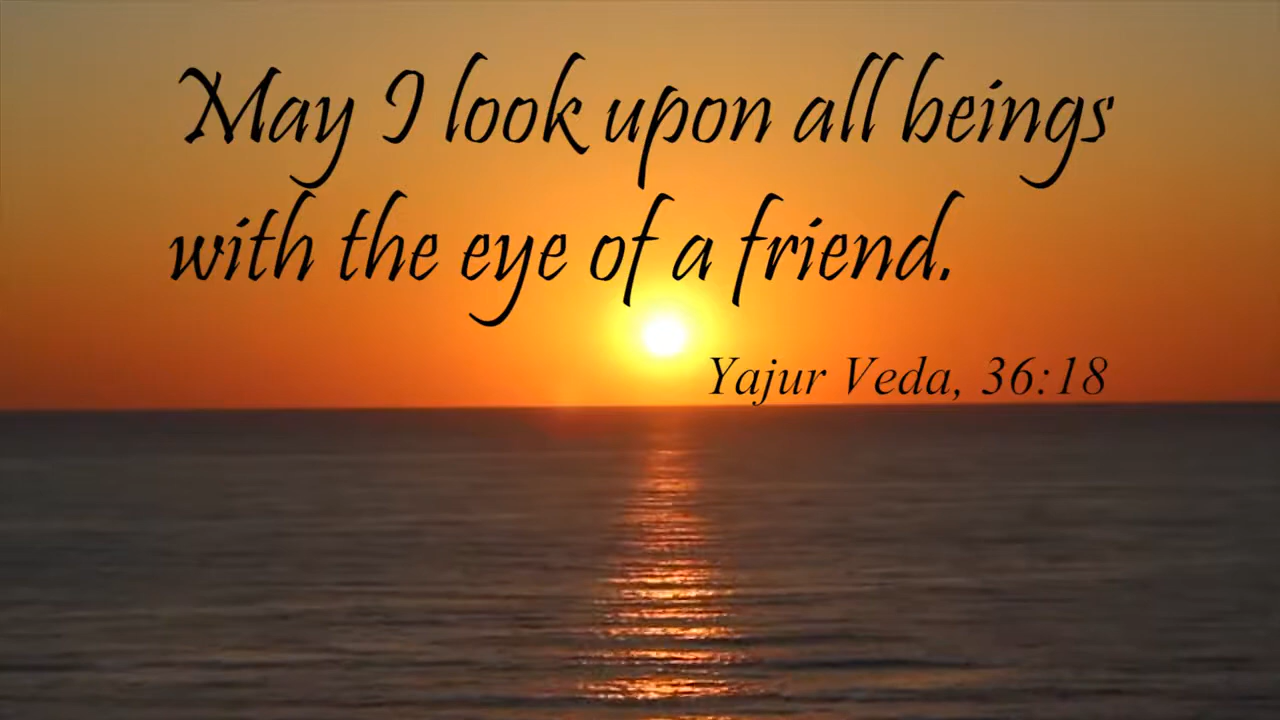 May I look upon all beings
with the eye of a friend.
Yajur Veda, 36:18